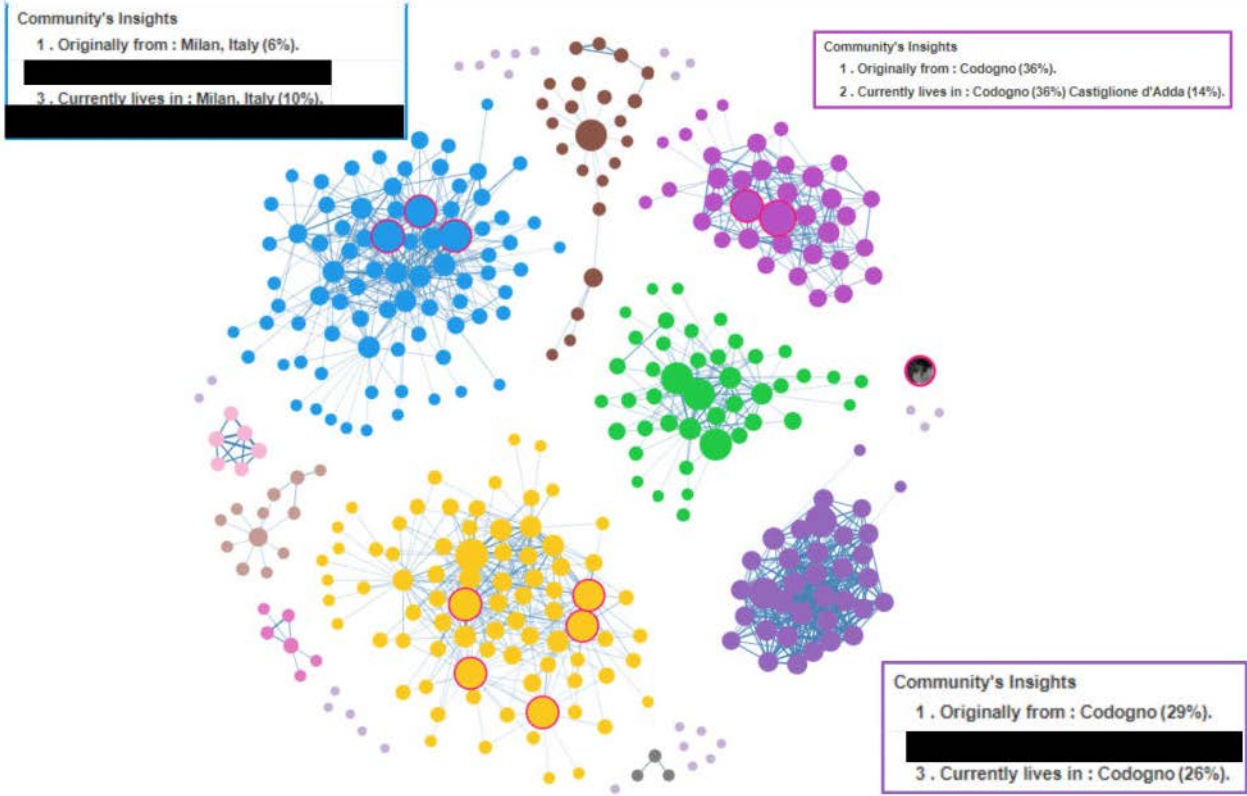 Community's Insights
1 . Originally from : Milan, Italy (6%).
3 . Currently lives in : Milan, Italy (10%).
Community's Insights
1 . Originally from : Codogno (36%).
2 . Currently lives in : Codogno (36%) Castiglione d'Adda (14%).
Community's Insights
1 . Originally from : Codogno (29%).
3 . Currently lives in : Codogno (26%).